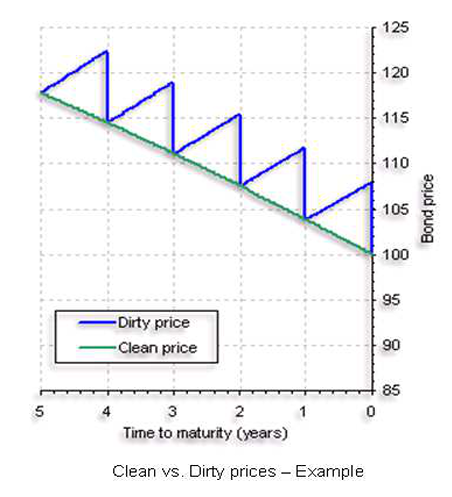 125
120
115
110
105
100
95
90
85
Bond price
Dirty price
Clean price
5 4 3 2 1 0
Time to maturity (years)
Clean vs. Dirty prices – Example